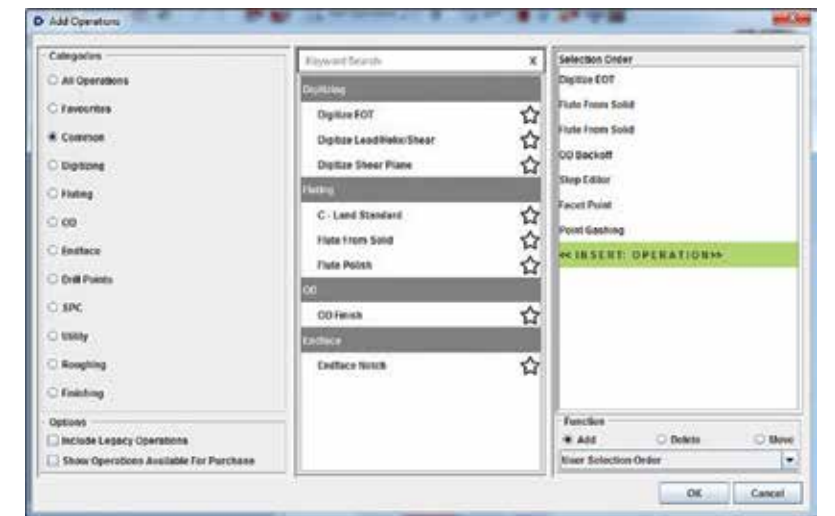 Add Operations
Categories
All Operations
Favourites
Common
Digitizing
Fluting
OD
Endface
Drill Points
SPC
Utility
Roughing
Finishing
Options
Include Legacy Operations
Show Operations Available For Purchase
Keyword Search X
Digitizing
Digitize EOT
Digitize Lead/Helix/Shear
Digitize Shear Plane
Fluting
C - Land Standard
Flute From Solid
Flute Polish
OD
OD Finish
Endface
Endface Notch
Selection Order
Digitize EOT
Flute From Solid
Flute From Solid
OD Backoff
Step Editor
Facet Point
Point Gashing
<< INSERT: OPERATION>>
Function
Add Delete Move
User Selection Order
OK Cancel